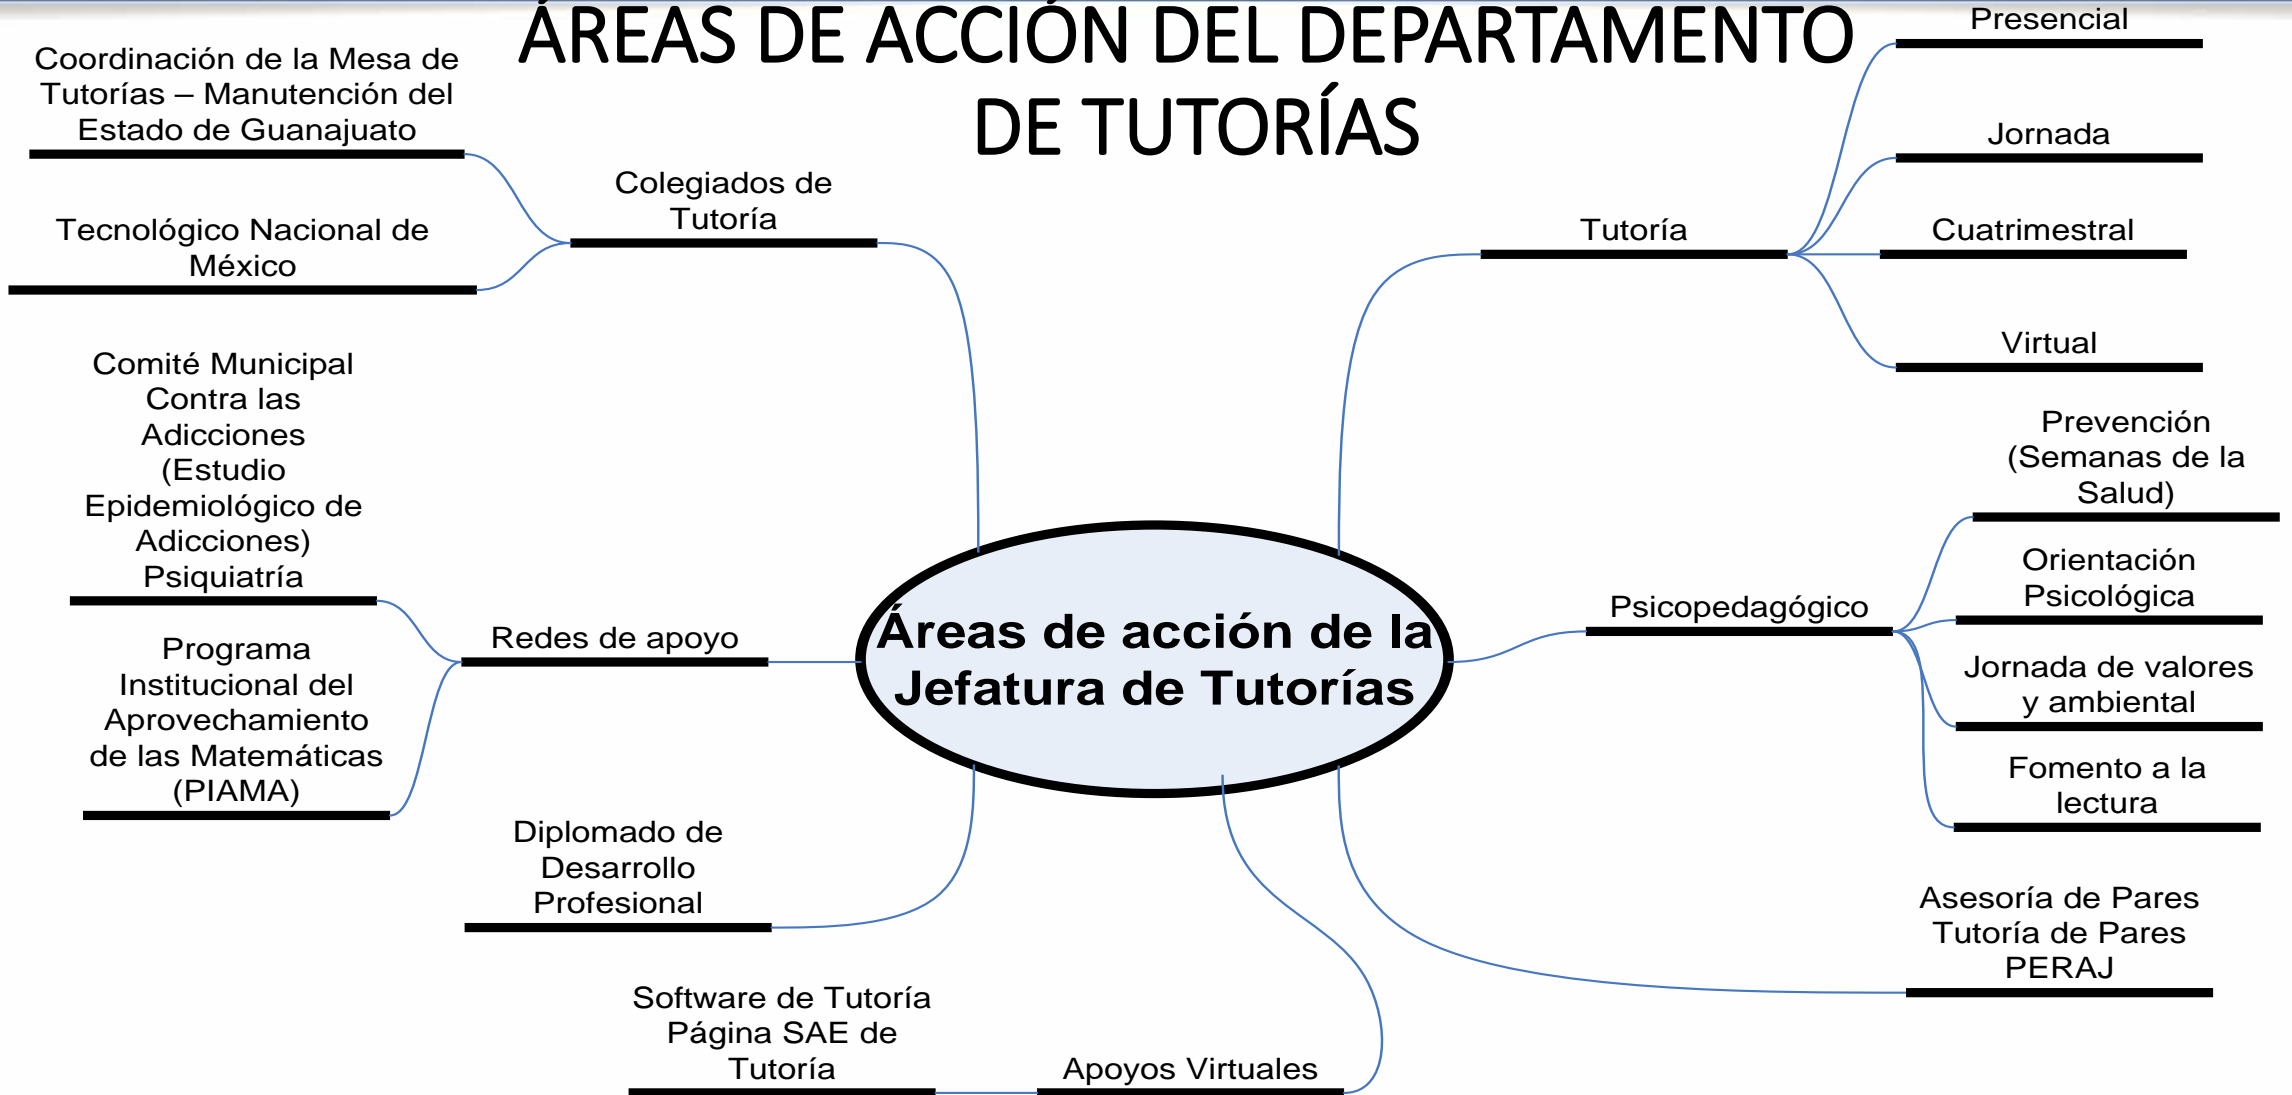 ÁREAS DE ACCIÓN DEL DEPARTAMENTO
DE TUTORÍAS
Coordinación de la Mesa de
Tutorías – Manutención del
Estado de Guanajuato
Tecnológico Nacional de
México
Colegiados de
Tutoría
Comité Municipal
Contra las
Adicciones
(Estudio
Epidemiológico de
Adicciones)
Psiquiatría
Programa
Institucional del
Aprovechamiento
de las Matemáticas
(PIAMA)
Redes de apoyo
Diplomado de
Desarrollo
Profesional
Software de Tutoría
Página SAE de
Tutoría
Apoyos Virtuales
Áreas de acción de la
Jefatura de Tutorías
Tutoría
Presencial
Jornada
Cuatrimestral
Virtual
Psicopedagógico
Prevención
(Semanas de la
Salud)
Orientación
Psicológica
Jornada de valores
y ambiental
Fomento a la
lectura
Asesoría de Pares
Tutoría de Pares
PERAJ